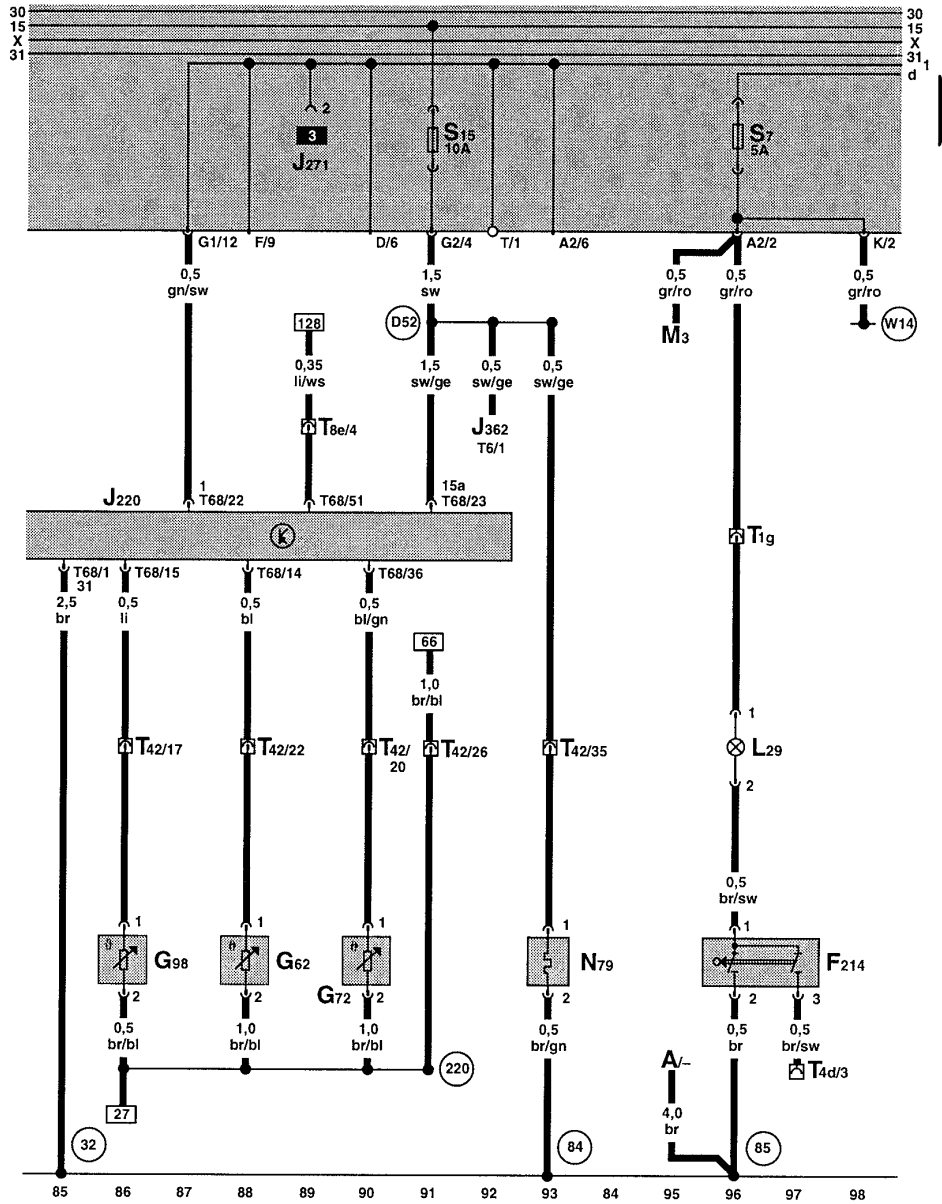 30 30
15 15
X X
31 31
1
d
2
3
J271
S15
10A
S7
5A
G1/12 F/9 D/6 G2/4 T/1 A2/6 A2/2 K/2
0,5 1,5 0,5 0,5 0,5
gn/sw sw gr/ro gr/ro gr/ro
128 D52 M3 W14
0,35 1,5 0,5 0,5
li/ws sw/ge sw/ge sw/ge
T8e/4 J362
T6/1
1 15a
J220 T68/22 T68/51 T68/23
T1g
T68/1 T68/15 T68/14 T68/36
31
2,5 0,5 0,5 0,5
br li bl bl/gn
66
1,0
br/bl
1
T42/17 T42/22 T42/ T42/26 T42/35 L29
20
2
0,5
br/sw
1 1 1 1 1
ϑ G98 ϑ G62 ϑ N79 F214
G72
2 2 2 2 2 3
0,5 1,0 1,0 0,5 0,5 0,5
br/bl br/bl br/bl br/gn br br/sw
220 A/– T4d/3
27 4,0
br
32 84 85
85 86 87 88 89 90 91 92 93 94 95 96 97 98